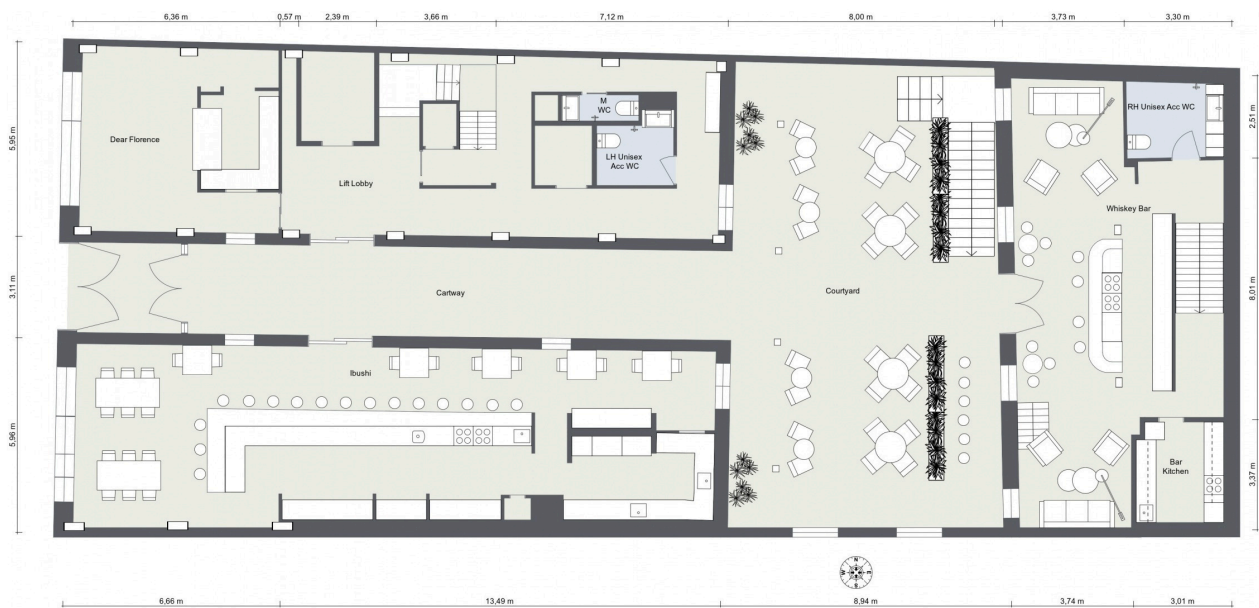 6,36 m
0,57 m
2,39 m
3,66 m
7,12 m
8,00 m
3,73 m
3,30 m
5,95 m
3,11 m
5,96 m
Dear Florence
Lift Lobby
M
WC
LH Unisex
Acc WC
RH Unisex Acc WC
Whiskey Bar
Cartway
Courtyard
Ibushi
Bar
Kitchen
2,51 m
8,01 m
3,37 m
N
W
E
S
6,66 m
13,49 m
8,94 m
3,74 m
3,01 m